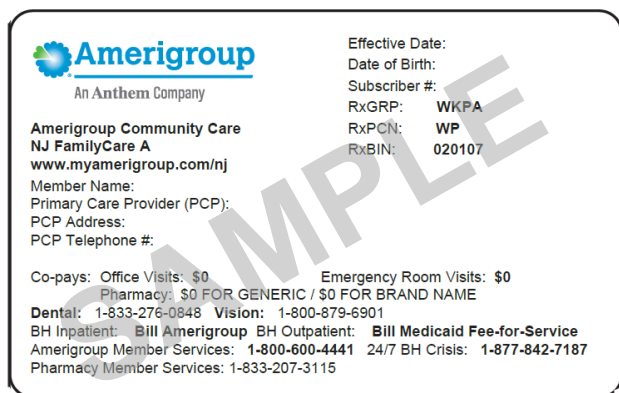 Amerigroup
An Anthem Company
Amerigroup Community Care
NJ FamilyCare A
www.myamerigroup.com/nj
Effective Date:
Date of Birth:
Subscriber #:
RxGRP: WKPA
RxPCN: WP
RxBIN: 020107
Member Name:
Primary Care Provider (PCP):
PCP Address:
PCP Telephone #:
Co-pays: Office Visits: $0 Emergency Room Visits: $0
Pharmacy: $0 FOR GENERIC / $0 FOR BRAND NAME
Dental: 1-833-276-0848 Vision: 1-800-879-6901
BH Inpatient: Bill Amerigroup BH Outpatient: Bill Medicaid Fee-for-Service
Amerigroup Member Services: 1-800-600-4441 24/7 BH Crisis: 1-877-842-7187
Pharmacy Member Services: 1-833-207-3115
SAMPLE